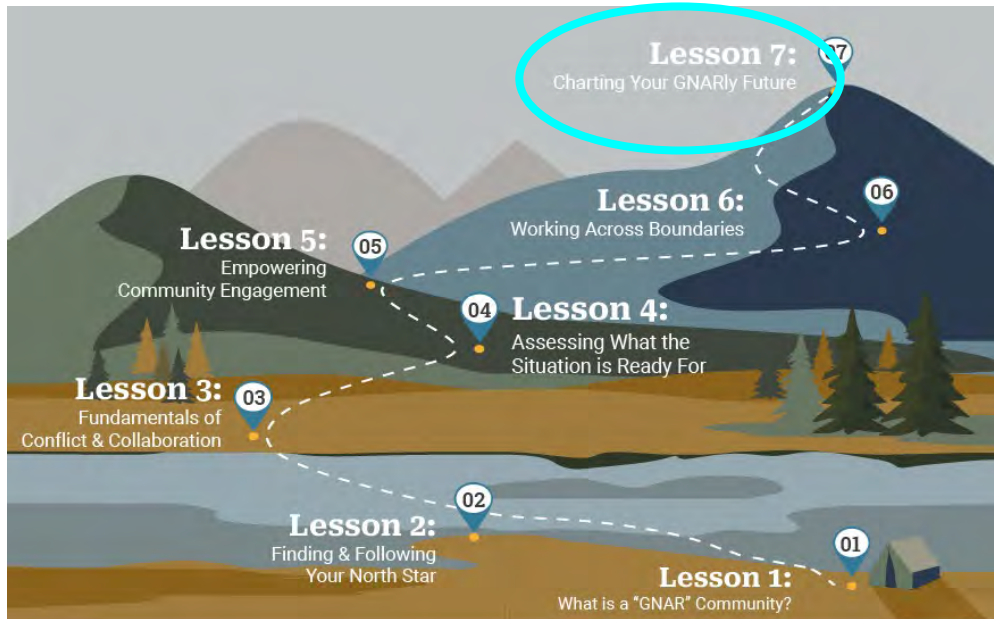 Lesson 7:
Charting Your GNARly Future
07
Lesson 6:
Working Across Boundaries
06
Lesson 5:
Empowering
Community Engagement
05
04
Lesson 4:
Assessing What the
Situation is Ready For
Lesson 3:
Fundamentals of
Conflict & Collaboration
03
02
Lesson 2:
Finding & Following
Your North Star
01
Lesson 1:
What is a "GNAR" Community?